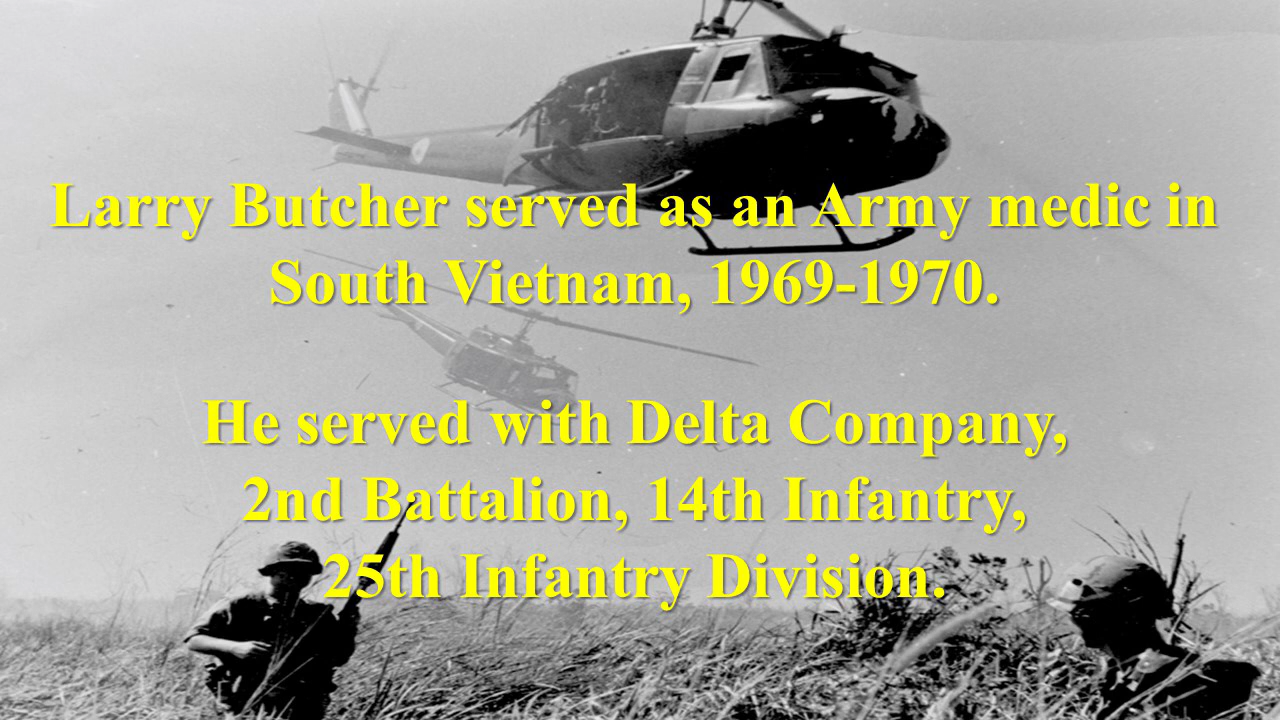 Larry Butcher served as an Army medic in
South Vietnam, 1969-1970.
He served with Delta Company,
2nd Battalion, 14th Infantry,
25th Infantry Division.